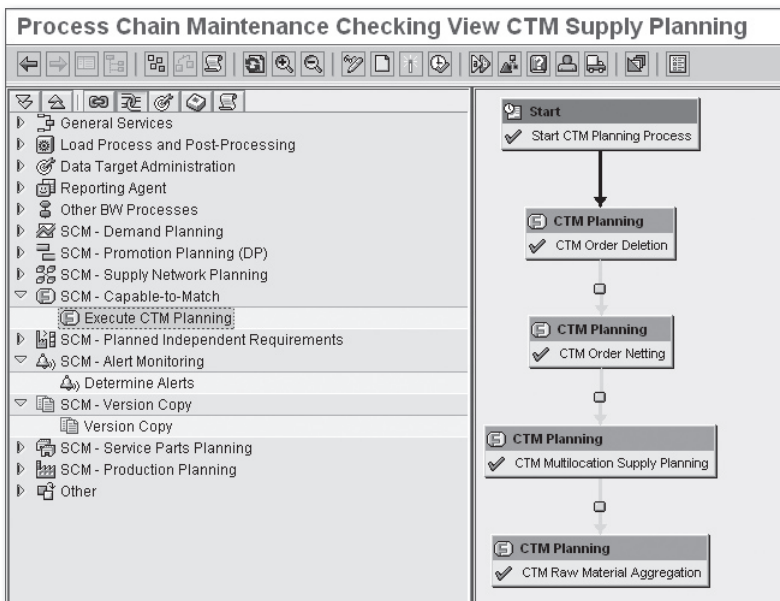 Process Chain Maintenance Checking View CTM Supply Planning
General Services
Load Process and Post-Processing
Data Target Administration
Reporting Agent
Other BW Processes
SCM - Demand Planning
SCM - Promotion Planning (DP)
SCM - Supply Network Planning
SCM - Capable-to-Match
Execute CTM Planning
SCM - Planned Independent Requirements
SCM - Alert Monitoring
Determine Alerts
SCM - Version Copy
Version Copy
SCM - Service Parts Planning
SCM - Production Planning
Other
Start
Start CTM Planning Process
CTM Planning
CTM Order Deletion
CTM Planning
CTM Order Netting
CTM Planning
CTM Multilocation Supply Planning
CTM Planning
CTM Raw Material Aggregation